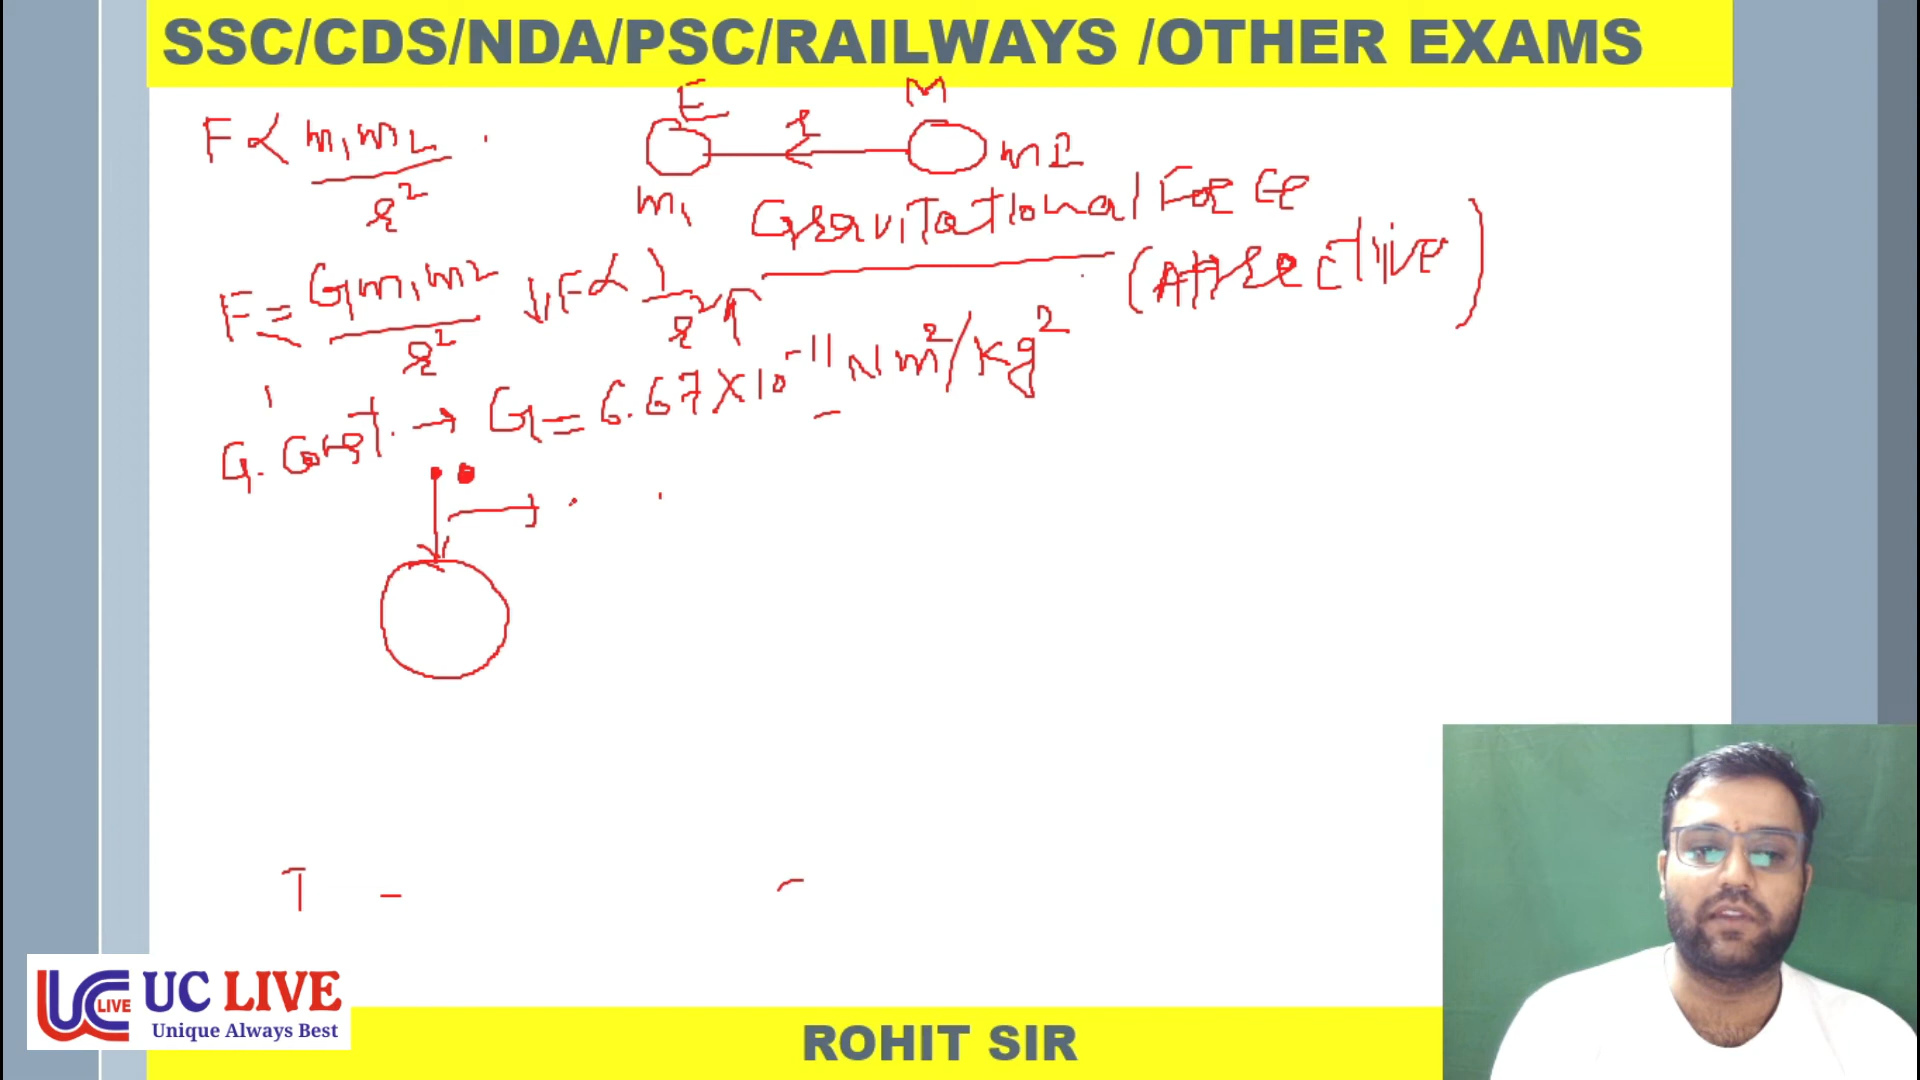 SSC/CDS/NDA/PSC/RAILWAYS /OTHER EXAMS
E M
F ∝ m1m2 / r²
r
m1 m2
Gravitational Force
(Attractive)
F = Gm1m2 / r² ↓F ∝ 1 / r² ↑
G. Const. → G = 6.67 × 10⁻¹¹ Nm²/kg²
LIVE
UC LIVE
Unique Always Best
ROHIT SIR